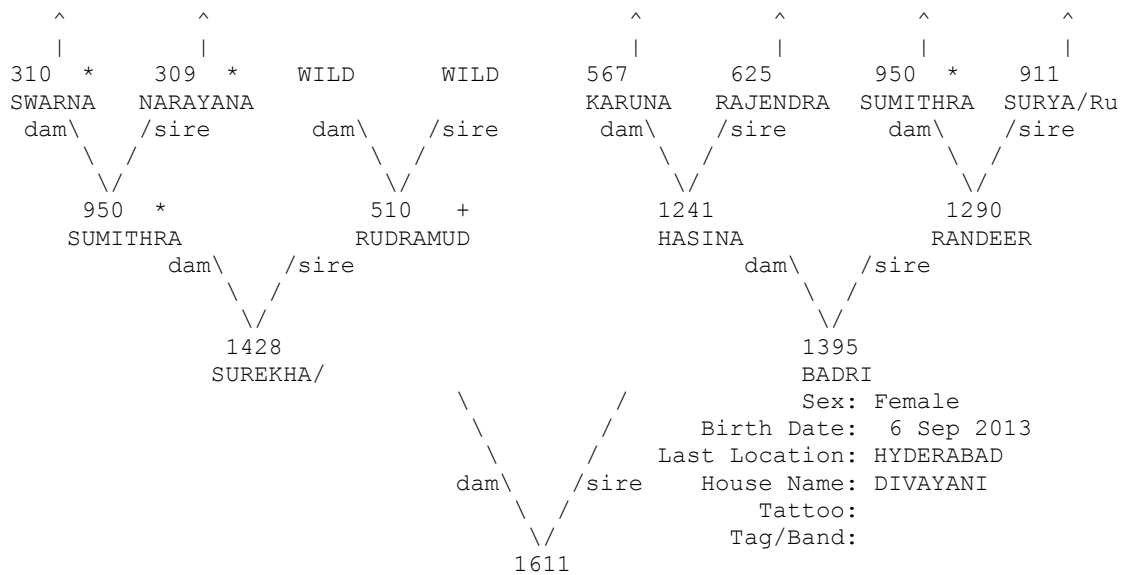 ^ ^ ^ ^ ^ ^
| | | | | |
310 * 309 * WILD WILD 567 625 950 * 911
SWARNA NARAYANA KARUNA RAJENDRA SUMITHRA SURYA/Ru
dam\ /sire dam\ /sire dam\ /sire dam\ /sire
\ / \ / \ / \ /
\/ \/ \/ \/
950 * 510 + 1241 1290
SUMITHRA RUDRAMUD HASINA RANDEER
dam\ /sire dam\ /sire
\ / \ /
\/ \/
1428 1395
SUREKHA/ BADRI
\ / Sex: Female
\ / Birth Date: 6 Sep 2013
\ / Last Location: HYDERABAD
dam\ /sire House Name: DIVAYANI
\ / Tattoo:
\/ Tag/Band:
1611